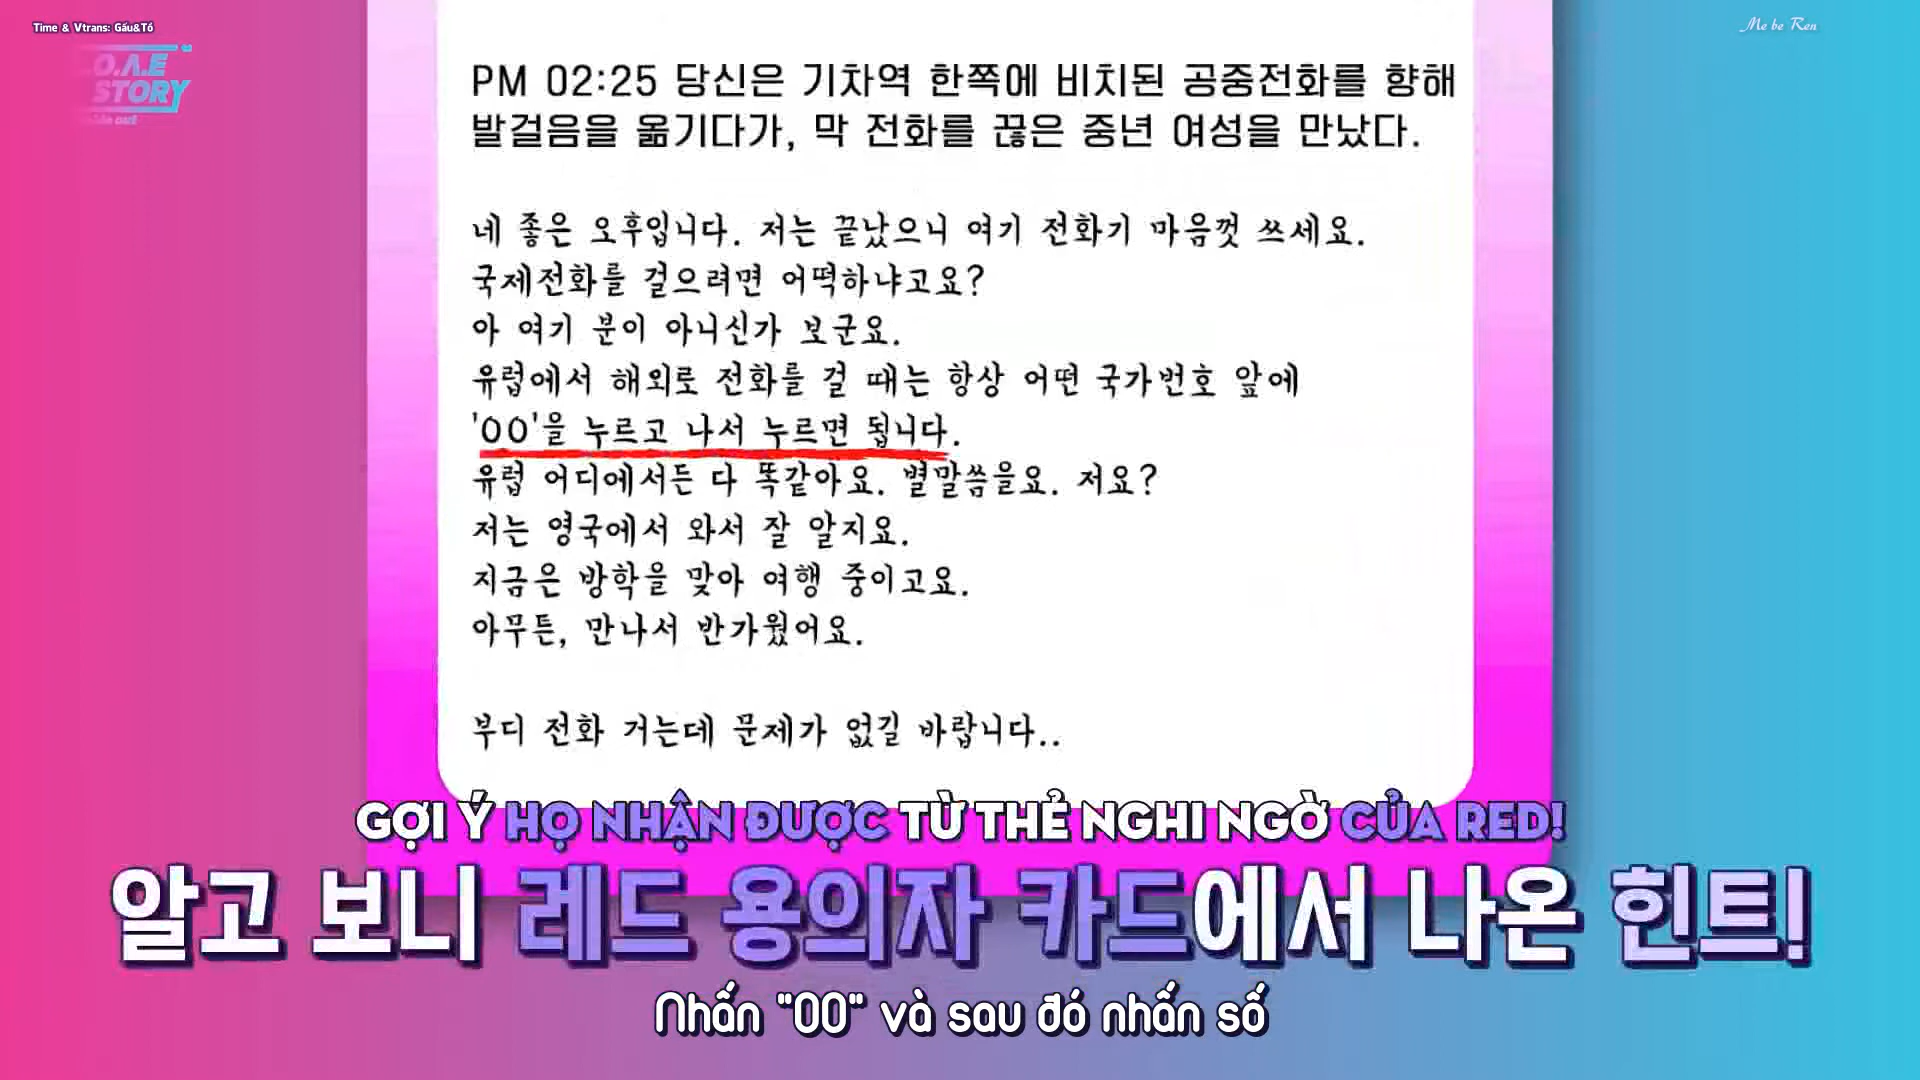 Time & Vtrans: Gấu&Tồ
Me be Ren
O.A.E
STORY
PM 02:25 당신은 기차역 한쪽에 비치된 공중전화를 향해
발걸음을 옮기다가, 막 전화를 끊은 중년 여성을 만났다.
네 좋은 오후입니다. 저는 끝났으니 여기 전화기 마음껏 쓰세요.
국제전화를 걸으려면 어떡하냐고요?
아 여기 분이 아니신가 보군요.
유럽에서 해외로 전화를 걸 때는 항상 어떤 국가번호 앞에
'00'을 누르고 나서 누르면 됩니다.
유럽 어디에서든 다 똑같아요. 별말씀을요. 저요?
저는 영국에서 와서 잘 알지요.
지금은 방학을 맞아 여행 중이고요.
아무튼, 만나서 반가웠어요.
부디 전화 거는데 문제가 없길 바랍니다..
GỢI Ý HỌ NHẬN ĐƯỢC TỪ THẺ NGHI NGỜ CỦA RED!
알고 보니 레드 용의자 카드에서 나온 힌트!
Nhấn "00" và sau đó nhấn số